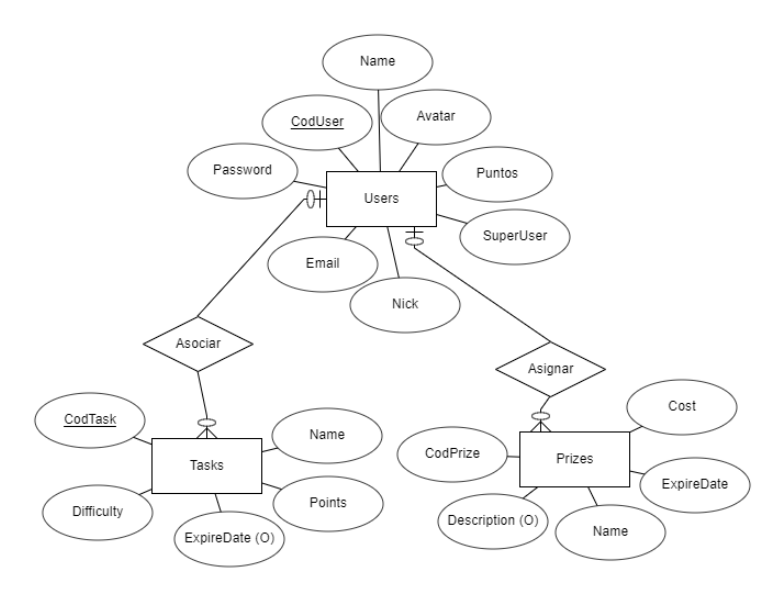 Name
CodUser
Avatar
Password
Puntos
Users
SuperUser
Email
Nick
Asociar
Asignar
CodTask
Name
Cost
CodPrize
Prizes
Tasks
ExpireDate
Difficulty
Points
Description (O)
Name
ExpireDate (O)